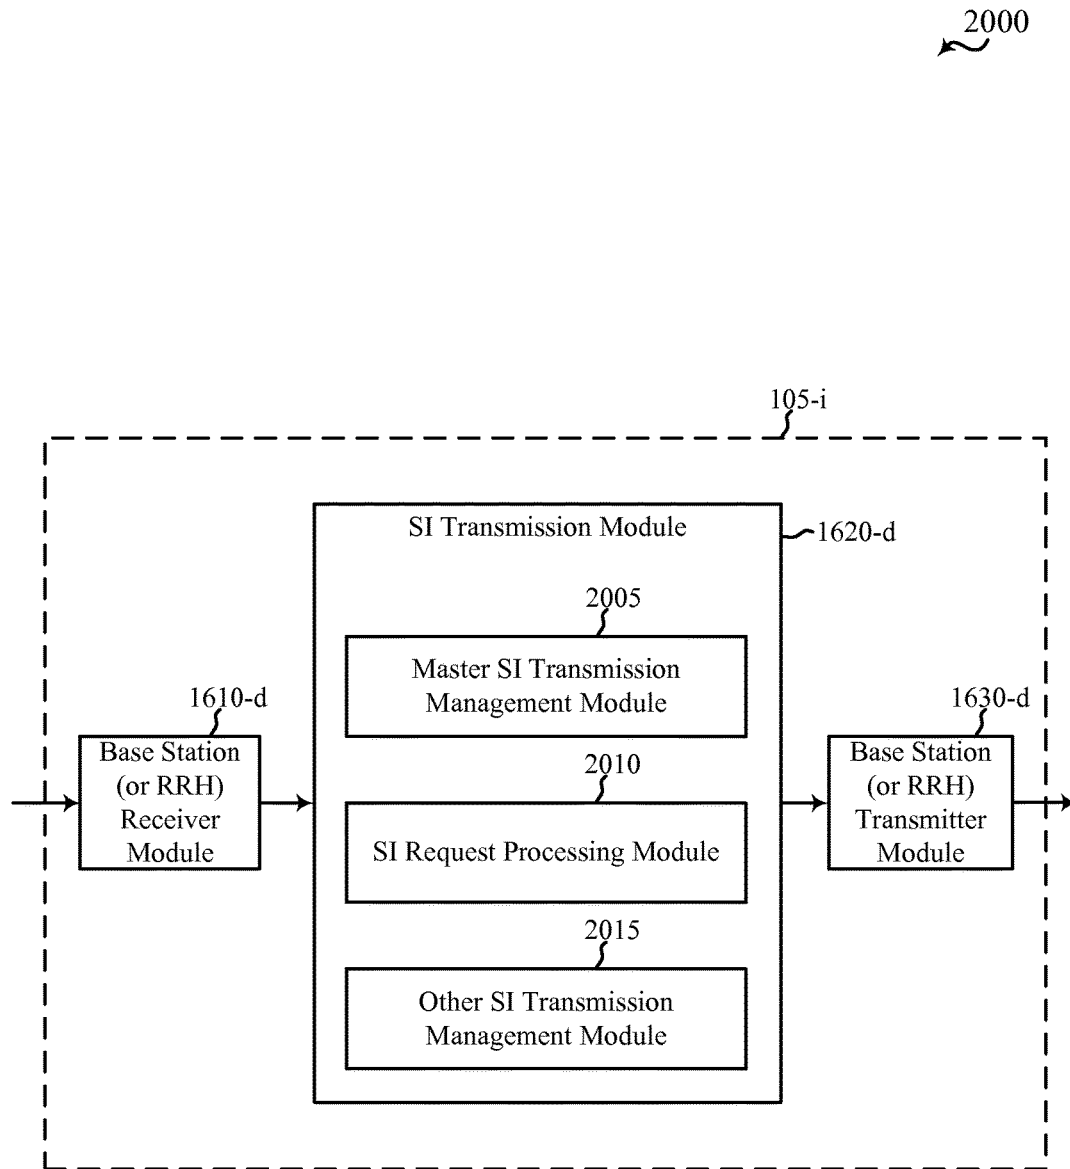 2000
105-i
SI Transmission Module
1620-d
2005
Master SI Transmission
Management Module
1610-d
Base Station
(or RRH)
Receiver
Module
2010
SI Request Processing Module
1630-d
Base Station
(or RRH)
Transmitter
Module
2015
Other SI Transmission
Management Module